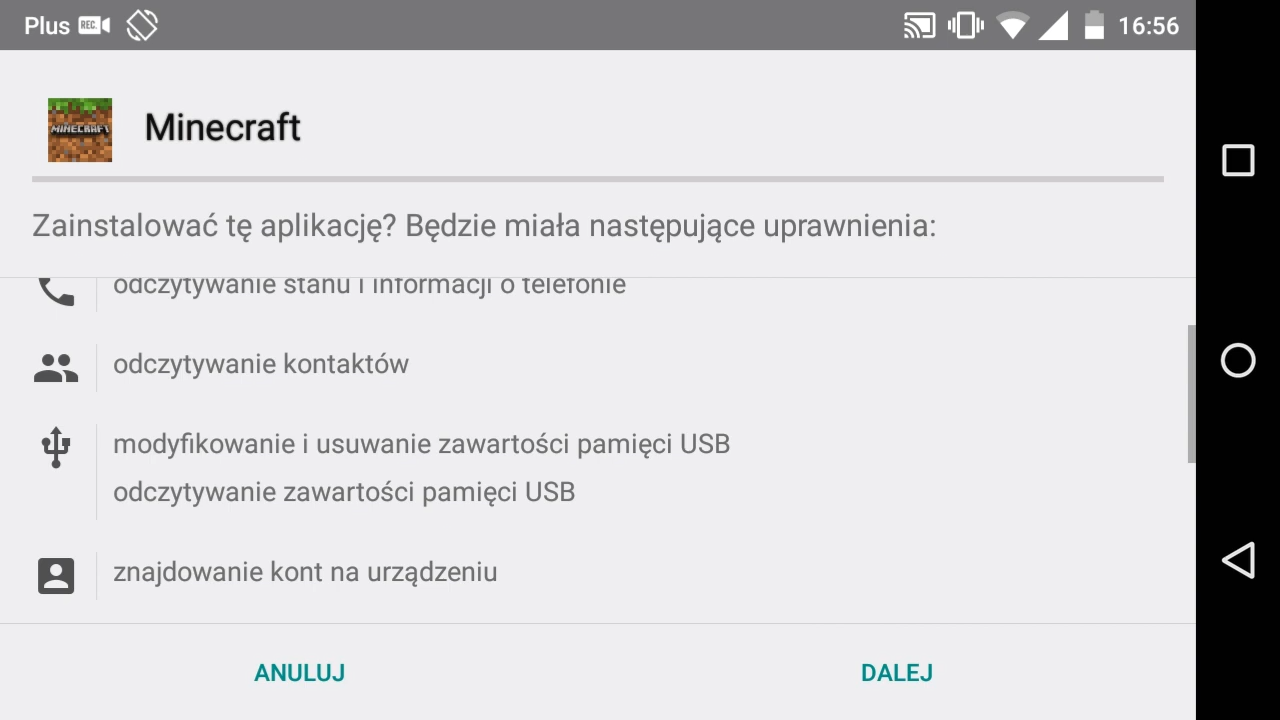 Plus REC. 16:56
MINECRAFT
Minecraft
Zainstalować tę aplikację? Będzie miała następujące uprawnienia:
odczytywanie stanu i informacji o telefonie
odczytywanie kontaktów
modyfikowanie i usuwanie zawartości pamięci USB
odczytywanie zawartości pamięci USB
znajdowanie kont na urządzeniu
ANULUJ DALEJ